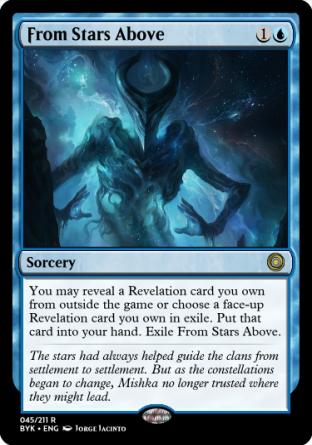 From Stars Above 1
Sorcery
You may reveal a Revelation card you own
from outside the game or choose a face-up
Revelation card you own in exile. Put that
card into your hand. Exile From Stars Above.
The stars had always helped guide the clans from
settlement to settlement. But as the constellations
began to change, Mishka no longer trusted where
they might lead.
045/211 R
BYK • ENG Jorge Jacinto